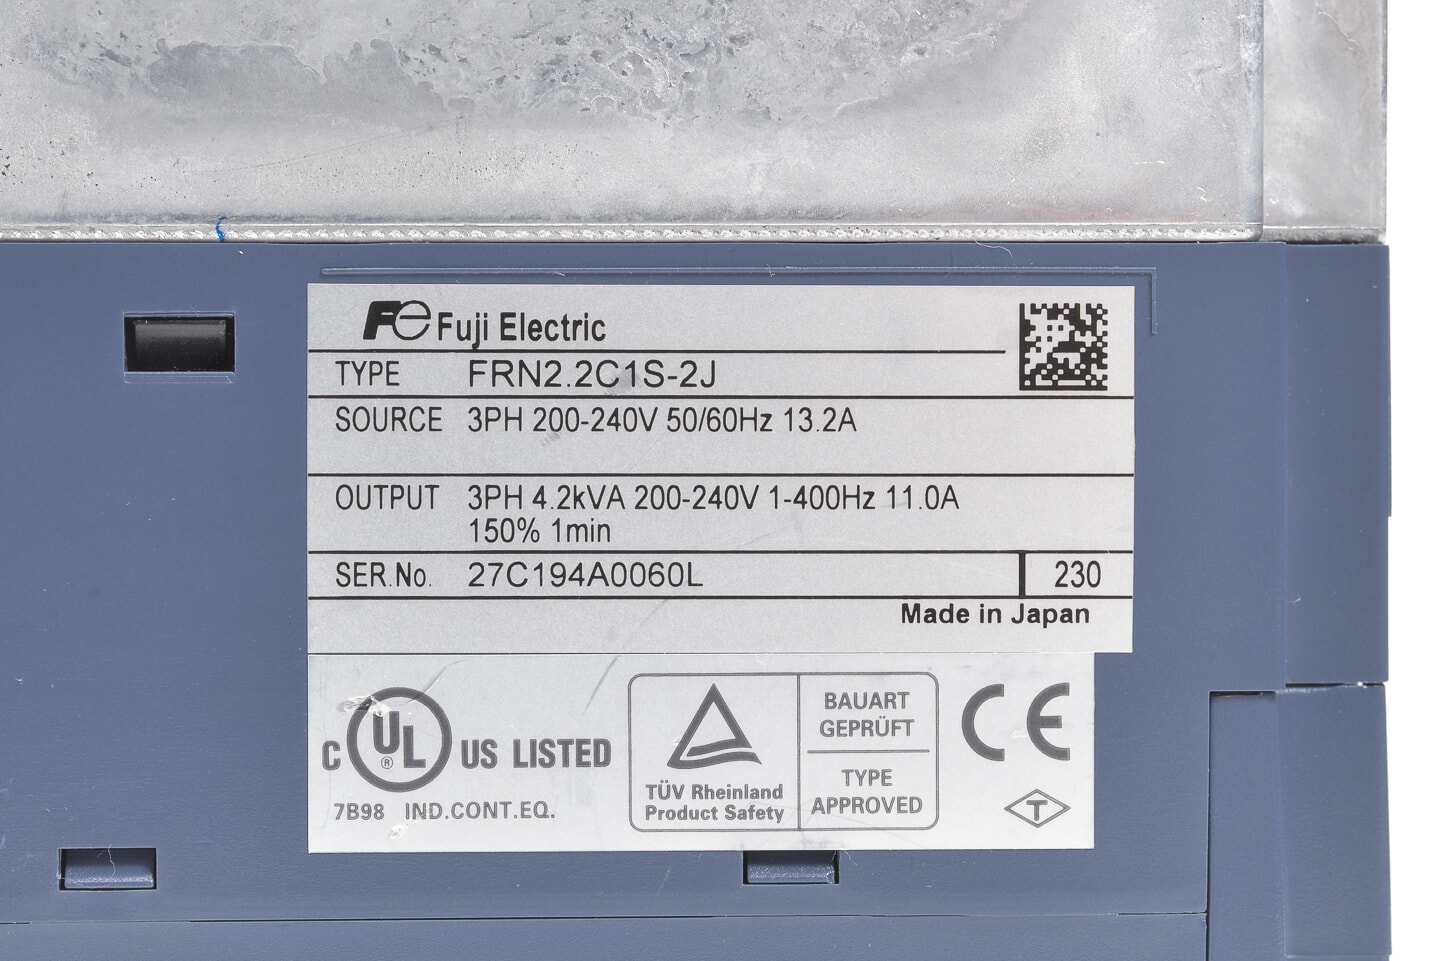 Fe Fuji Electric
TYPE FRN2.2C1S-2J
SOURCE 3PH 200-240V 50/60Hz 13.2A
OUTPUT 3PH 4.2kVA 200-240V 1-400Hz 11.0A
150% 1min
SER.No. 27C194A0060L 230
Made in Japan
C UL ® US LISTED
7B98 IND.CONT.EQ.
TÜV Rheinland
Product Safety
BAUART
GEPRÜFT
TYPE
APPROVED
CE
T